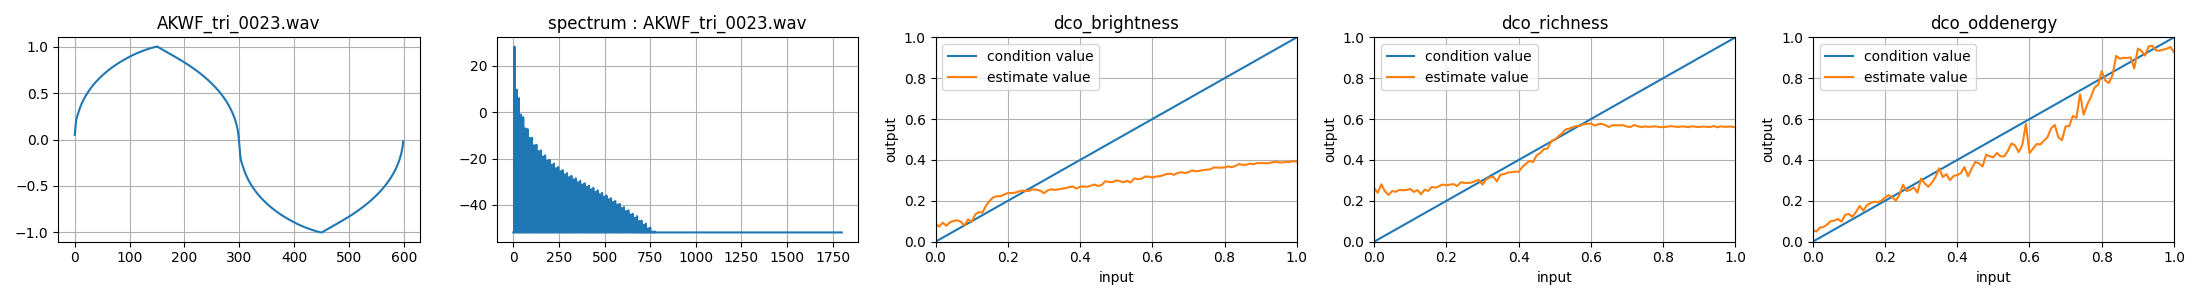 AKWF_tri_0023.wav
1.0
0.5
0.0
−0.5
−1.0
0 100 200 300 400 500 600
spectrum : AKWF_tri_0023.wav
20
0
−20
−40
0 250 500 750 1000 1250 1500 1750
dco_brightness
condition value
estimate value
output
1.0
0.8
0.6
0.4
0.2
0.0
0.0 0.2 0.4 0.6 0.8 1.0
input
dco_richness
condition value
estimate value
output
1.0
0.8
0.6
0.4
0.2
0.0
0.0 0.2 0.4 0.6 0.8 1.0
input
dco_oddenergy
condition value
estimate value
output
1.0
0.8
0.6
0.4
0.2
0.0
0.0 0.2 0.4 0.6 0.8 1.0
input